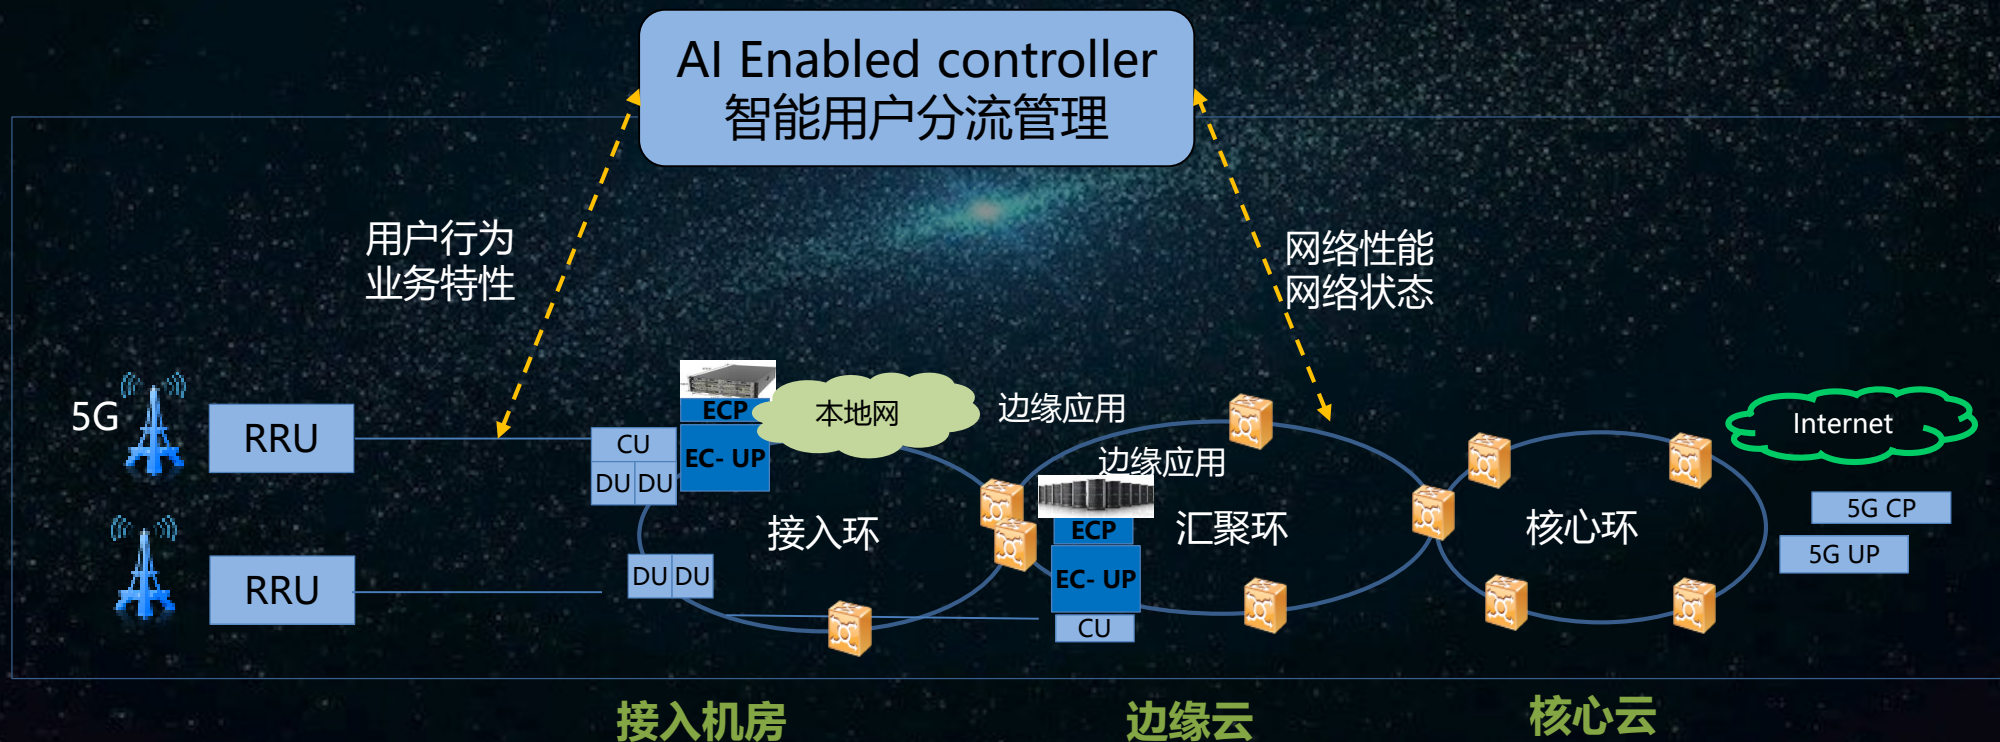 AI Enabled controller
智能用户分流管理
用户行为
业务特性
网络性能
网络状态
5G
RRU
CU
DU DU
ECP
EC- UP
本地网
边缘应用
边缘应用
Internet
接入环
ECP
EC- UP
CU
汇聚环
核心环
5G CP
5G UP
RRU
DU DU
接入机房
边缘云
核心云